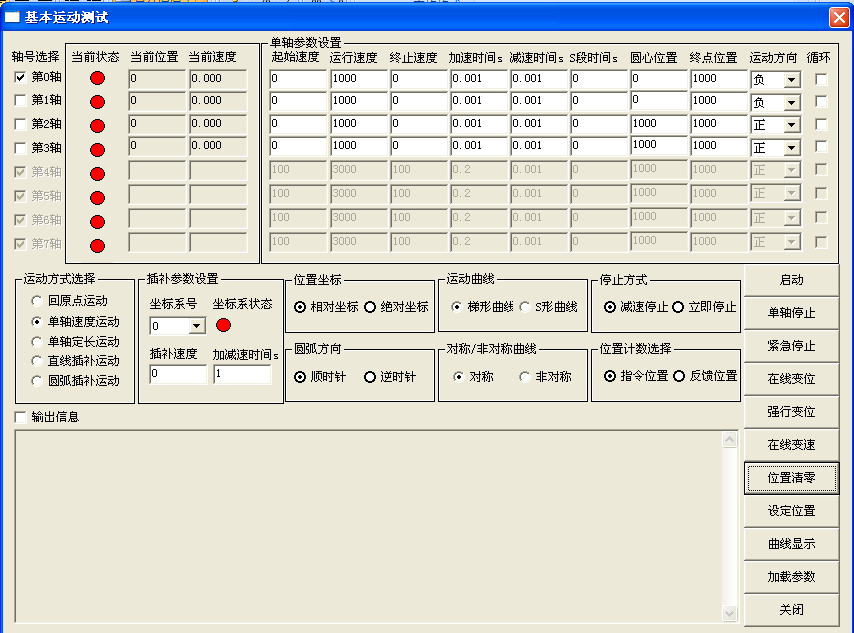 基本运动测试
单轴参数设置
轴号选择 当前状态 当前位置 当前速度 起始速度 运行速度 终止速度 加速时间s 减速时间s S段时间s 圆心位置 终点位置 运动方向 循环
第0轴 0 0.000 0 1000 0 0.001 0.001 0 0 1000 负
第1轴 0 0.000 0 1000 0 0.001 0.001 0 0 1000 负
第2轴 0 0.000 0 1000 0 0.001 0.001 0 1000 1000 正
第3轴 0 0.000 0 1000 0 0.001 0.001 0 1000 1000 正
第4轴 100 3000 100 0.2 0.001 0 1000 1000 正
第5轴 100 3000 100 0.2 0.001 0 1000 1000 正
第6轴 100 3000 100 0.2 0.001 0 1000 1000 正
第7轴 100 3000 100 0.2 0.001 0 1000 1000 正
运动方式选择
回原点运动
单轴速度运动
单轴定长运动
直线插补运动
圆弧插补运动
插补参数设置
坐标系号 坐标系状态
0
插补速度 加减速时间s
0 1
位置坐标
相对坐标 绝对坐标
圆弧方向
顺时针 逆时针
运动曲线
梯形曲线 S形曲线
对称/非对称曲线
对称 非对称
停止方式
减速停止 立即停止
位置计数选择
指令位置 反馈位置
启动
单轴停止
紧急停止
在线变位
强行变位
在线变速
位置清零
设定位置
曲线显示
加载参数
关闭
输出信息